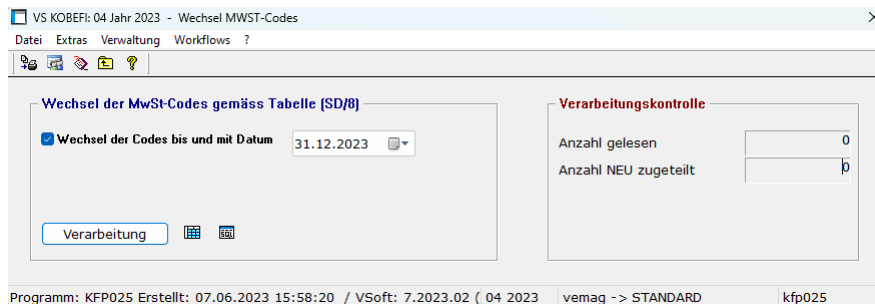 VS KOBEFI: 04 Jahr 2023 - Wechsel MWST-Codes
Datei Extras Verwaltung Workflows ?
Wechsel der MwSt-Codes gemäss Tabelle (SD/8)
Wechsel der Codes bis und mit Datum 31.12.2023
Verarbeitung
SQL
Verarbeitungskontrolle
Anzahl gelesen 0
Anzahl NEU zugeteilt 0
Programm: KFP025 Erstellt: 07.06.2023 15:58:20 / VSoft: 7.2023.02 ( 04 2023 vemag -> STANDARD kfp025